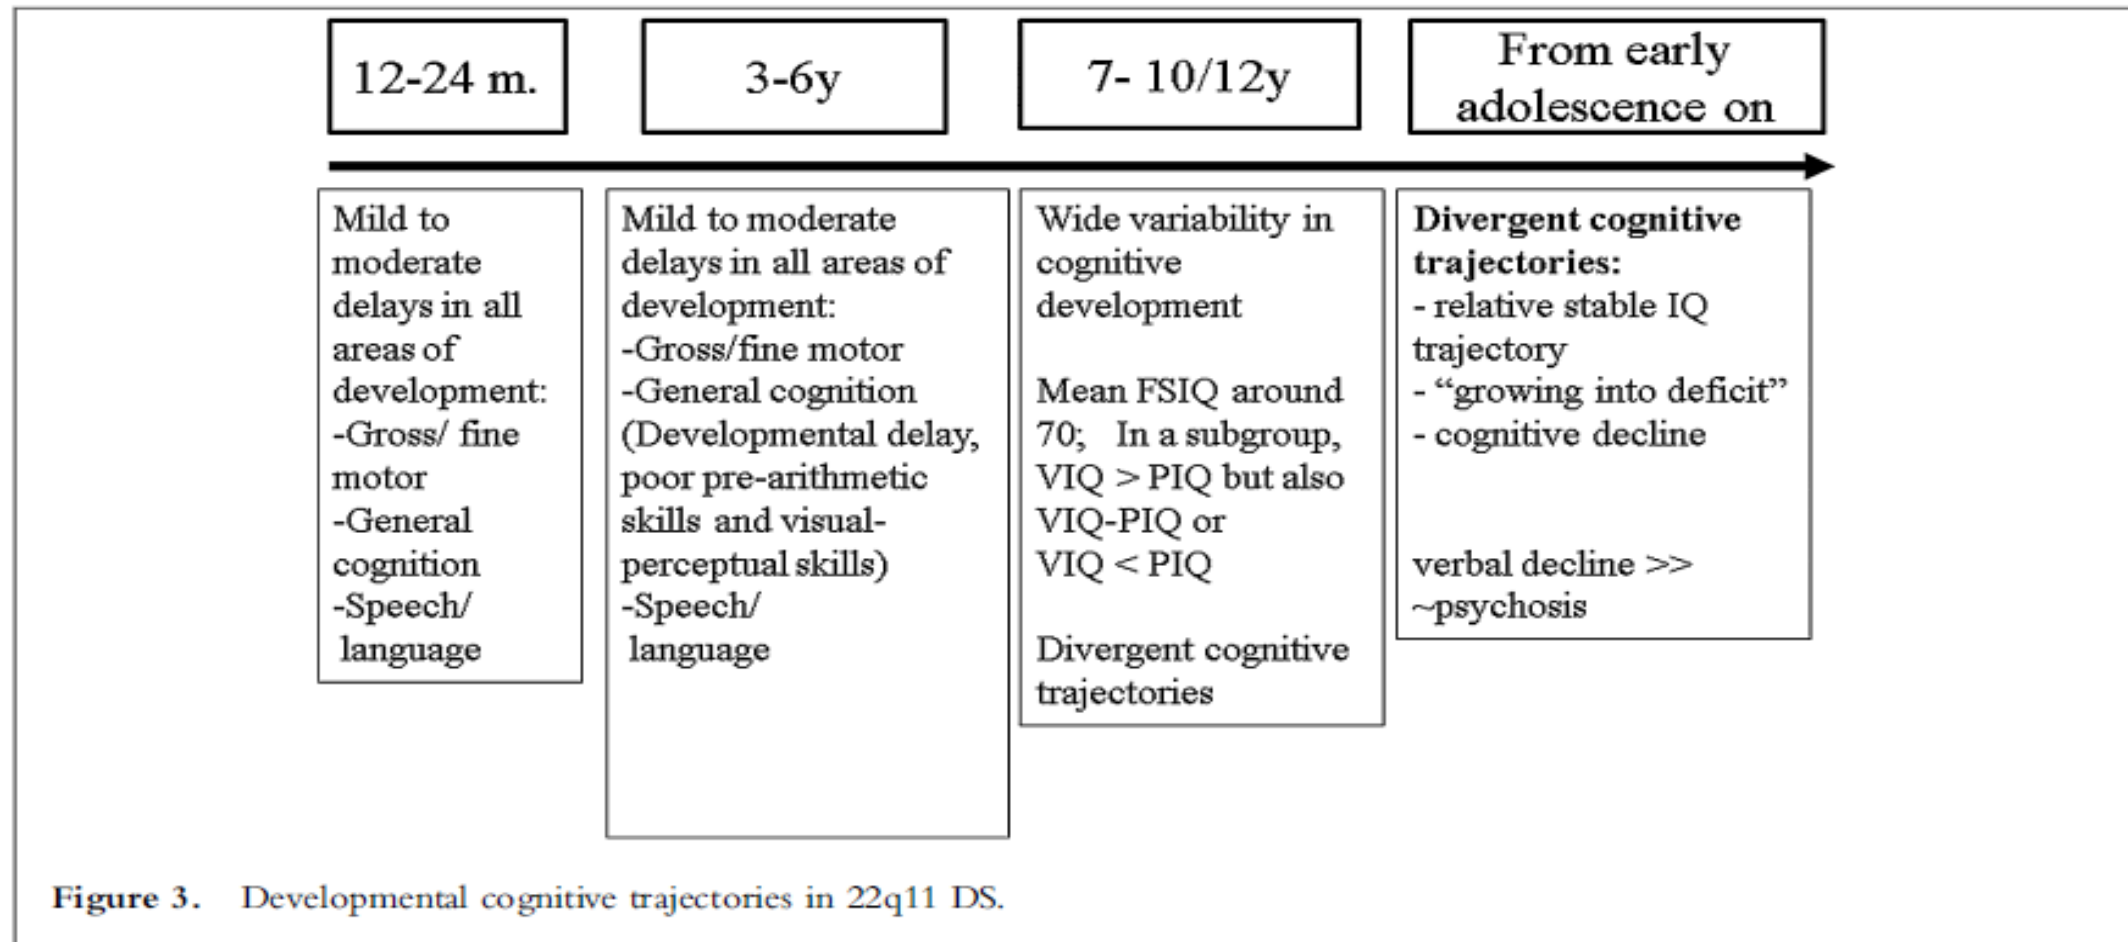 12-24 m.
3-6y
7- 10/12y
From early
adolescence on
Mild to
moderate
delays in all
areas of
development:
-Gross/ fine
motor
-General
cognition
-Speech/
language
Mild to moderate
delays in all areas of
development:
-Gross/fine motor
-General cognition
(Developmental delay,
poor pre-arithmetic
skills and visual-
perceptual skills)
-Speech/
language
Wide variability in
cognitive
development
Mean FSIQ around
70; In a subgroup,
VIQ > PIQ but also
VIQ-PIQ or
VIQ < PIQ
Divergent cognitive
trajectories
Divergent cognitive
trajectories:
- relative stable IQ
trajectory
- “growing into deficit”
- cognitive decline
verbal decline >>
~psychosis
Figure 3. Developmental cognitive trajectories in 22q11 DS.